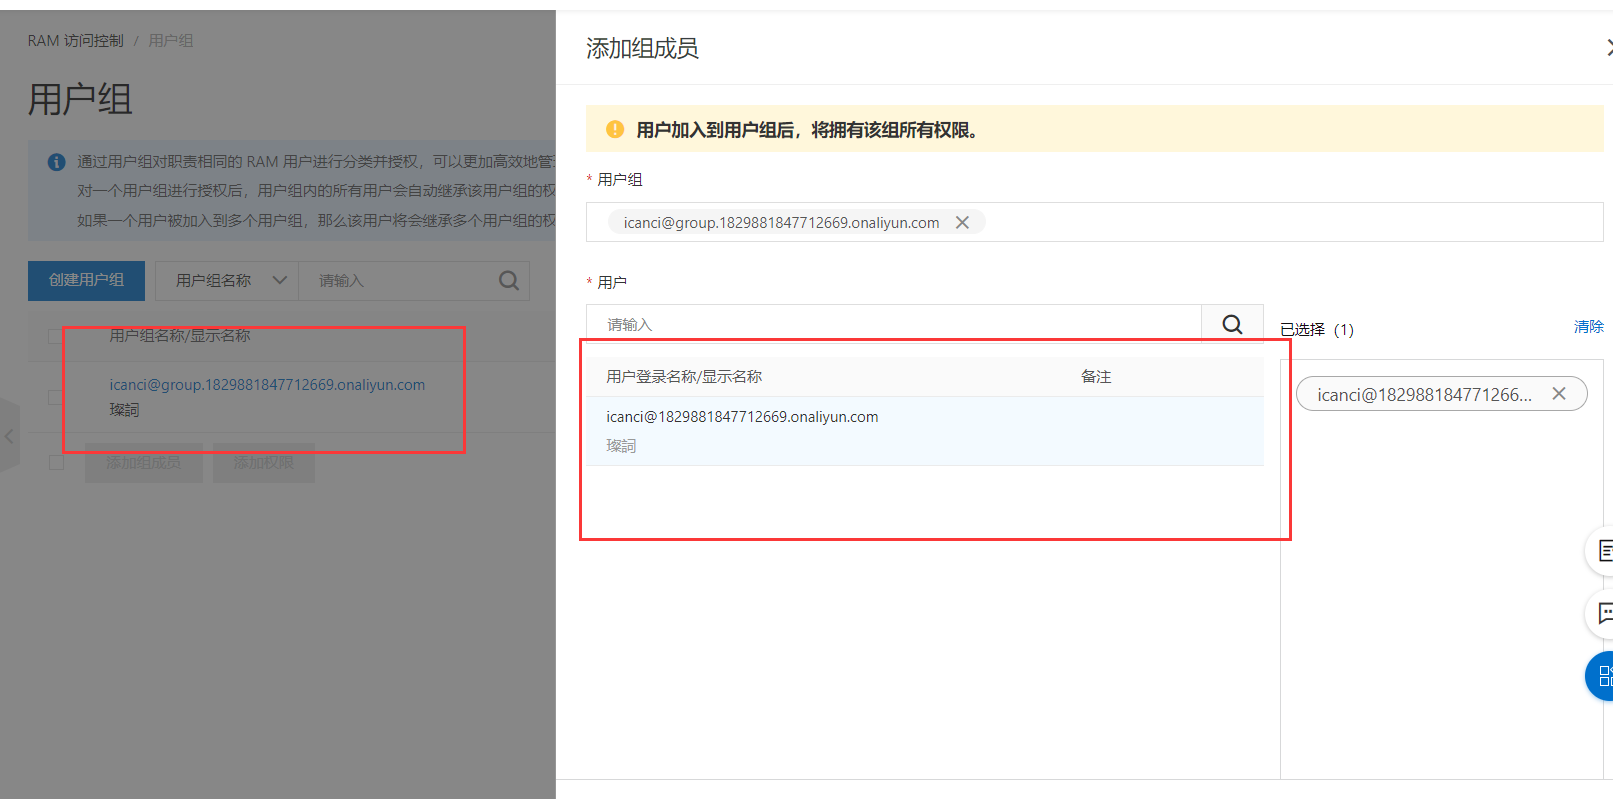 RAM 访问控制 / 用户组
用户组
通过用户组对职责相同的 RAM 用户进行分类并授权，可以更加高效地管
对一个用户组进行授权后，用户组内的所有用户会自动继承该用户组的权
如果一个用户被加入到多个用户组，那么该用户将会继承多个用户组的权
创建用户组
用户组名称
请输入
用户组名称/显示名称
icanci@group.1829881847712669.onaliyun.com
璨詞
添加组成员
添加权限
添加组成员
用户加入到用户组后，将拥有该组所有权限。
* 用户组
icanci@group.1829881847712669.onaliyun.com
* 用户
请输入
用户登录名称/显示名称 备注
icanci@1829881847712669.onaliyun.com
璨詞
已选择（1） 清除
icanci@182988184771266...